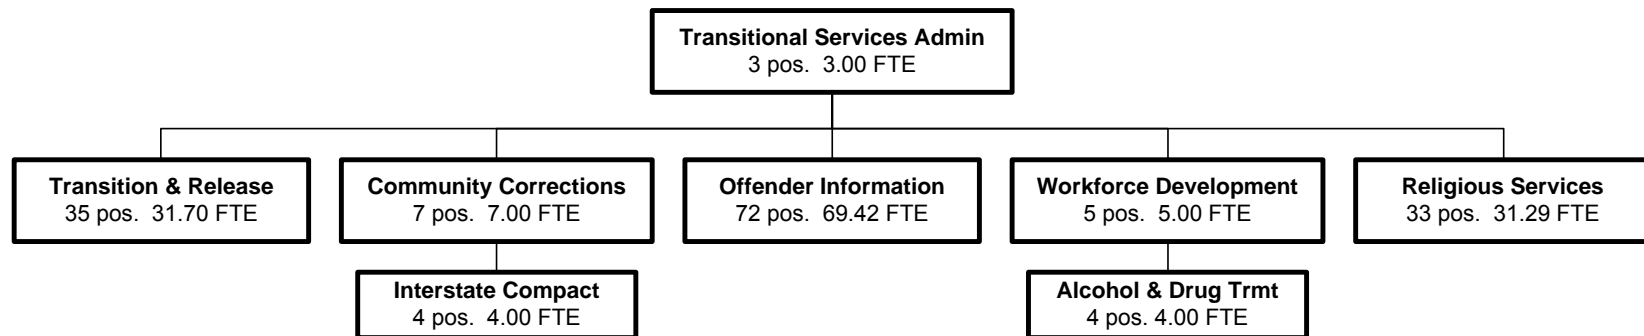 Transitional Services Admin
3 pos.  3.00 FTE
Transition & Release
35 pos.  31.70 FTE
Community Corrections
7 pos.  7.00 FTE
Offender Information
72 pos.  69.42 FTE
Workforce Development
5 pos.  5.00 FTE
Religious Services
33 pos.  31.29 FTE
Interstate Compact
4 pos.  4.00 FTE
Alcohol & Drug Trmt
4 pos. 4.00 FTE